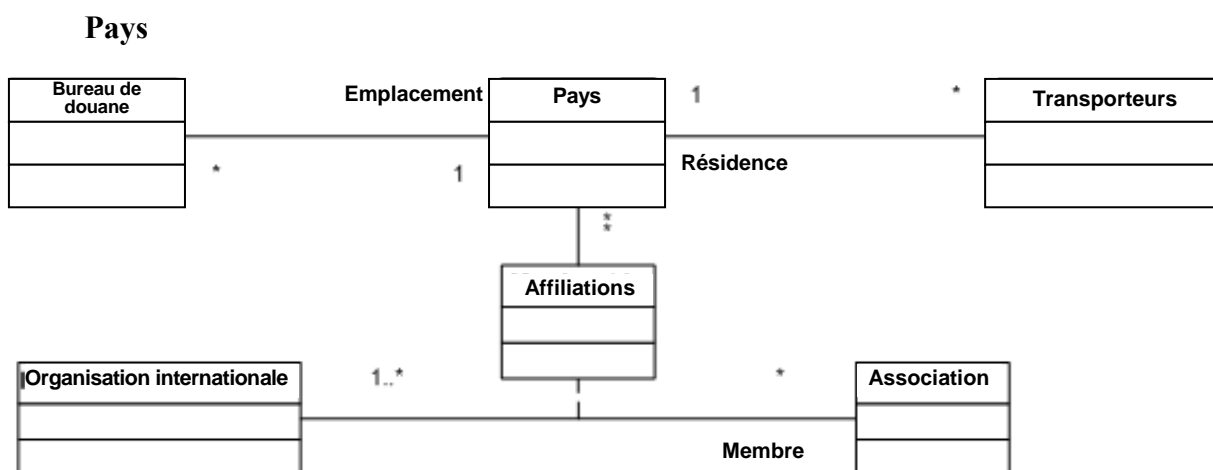 Pays
Bureau de
douane
Emplacement
Pays
1
*
Transporteurs
*
1
Résidence
*
*
Affiliations
Organisation internationale
1..*
*
Association
Membre